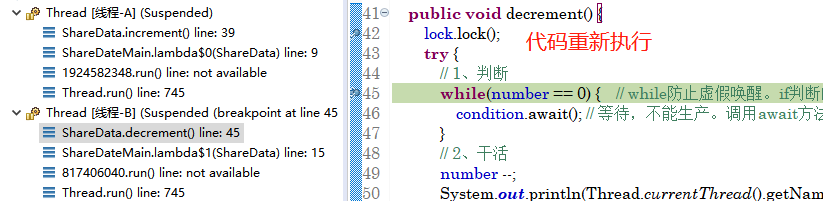 Thread [线程-A] (Suspended)
ShareData.increment() line: 39
ShareDateMain.lambda$0(ShareData) line: 9
1924582348.run() line: not available
Thread.run() line: 745
Thread [线程-B] (Suspended (breakpoint at line 45
ShareData.decrement() line: 45
ShareDateMain.lambda$1(ShareData) line: 15
817406040.run() line: not available
Thread.run() line: 745
41 public void decrement() {
42 lock.lock();
代码重新执行
43 try {
44 // 1、判断
45 while(number == 0) { // while防止虚假唤醒。if判断
46 condition.await(); // 等待，不能生产。调用await方法
47 }
48 // 2、干活
49 number --;
50 System.out.println(Thread.currentThread().getNam